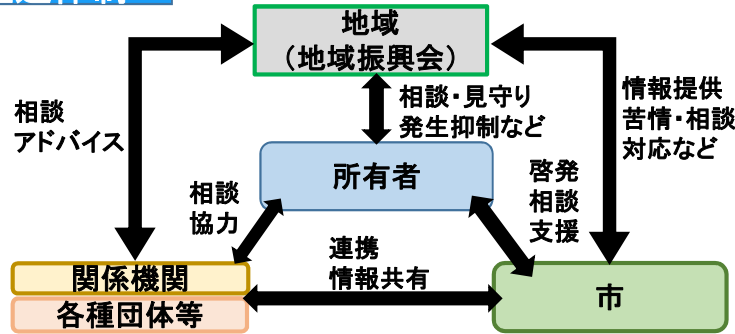 地域
（地域振興会）
相談
アドバイス
相談・見守り
発生抑制など
情報提供
苦情・相談
対応など
所有者
相談
協力
啓発
相談
支援
連携
情報共有
関係機関
各種団体等
市